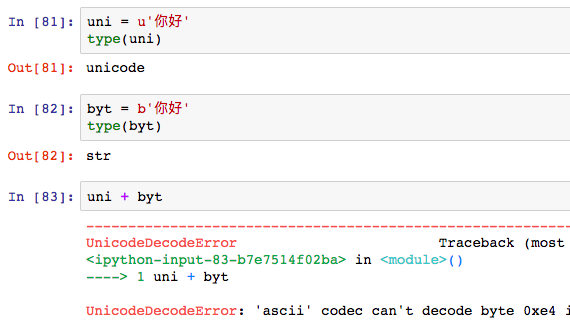 In [81]: uni = u'你好'
type(uni)
Out[81]: unicode
In [82]: byt = b'你好'
type(byt)
Out[82]: str
In [83]: uni + byt
---------------------------------------------------------------
UnicodeDecodeError Traceback (most
<ipython-input-83-b7e7514f02ba> in <module>()
----> 1 uni + byt
UnicodeDecodeError: 'ascii' codec can't decode byte 0xe4 i